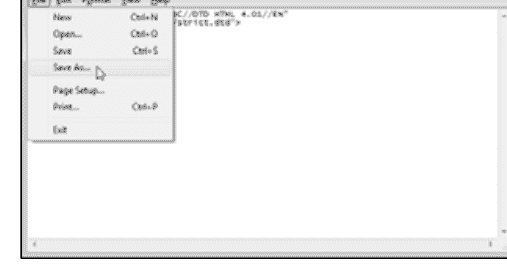 File Edit Format View Help
New Ctrl+N
Open... Ctrl+O
Save Ctrl+S
Save As...
Page Setup...
Print... Ctrl+P
Exit
C//DTD HTML 4.01//EN"
/strict.dtd">